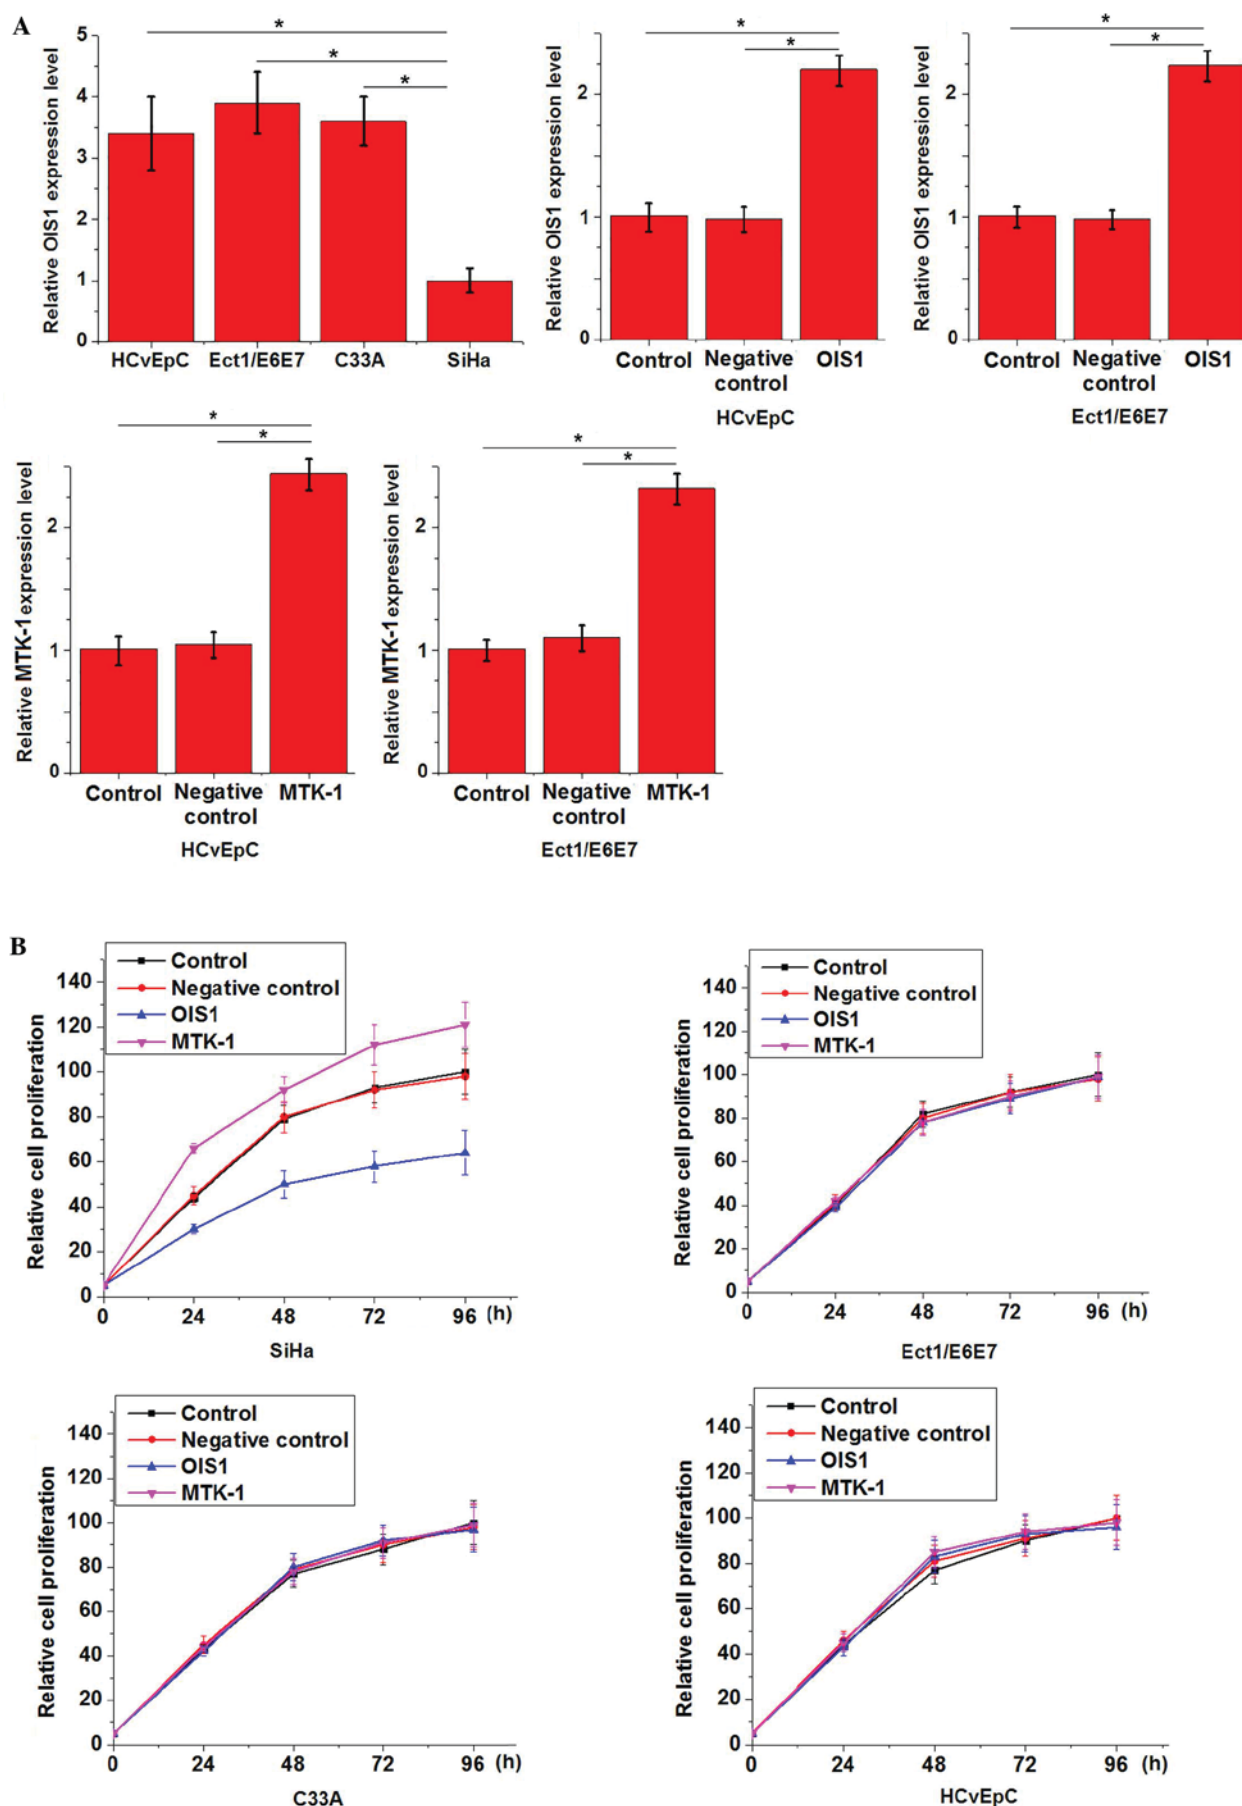 A
Relative OIS1 expression level
5
4
3
2
1
0
*
*
*
HCvEpC Ect1/E6E7 C33A SiHa
Relative OIS1 expression level
2
1
0
*
*
Control Negative control OIS1
HCvEpC
Relative OIS1 expression level
2
1
0
*
*
Control Negative control OIS1
Ect1/E6E7
Relative MTK-1 expression level
2
1
0
*
*
Control Negative control MTK-1
HCvEpC
Relative MTK-1 expression level
2
1
0
*
*
Control Negative control MTK-1
Ect1/E6E7
B
Relative cell proliferation
140
120
100
80
60
40
20
0
Control
Negative control
OIS1
MTK-1
0 24 48 72 96 (h)
SiHa
Relative cell proliferation
140
120
100
80
60
40
20
0
Control
Negative control
OIS1
MTK-1
0 24 48 72 96 (h)
Ect1/E6E7
Relative cell proliferation
140
120
100
80
60
40
20
0
Control
Negative control
OIS1
MTK-1
0 24 48 72 96 (h)
C33A
Relative cell proliferation
140
120
100
80
60
40
20
0
Control
Negative control
OIS1
MTK-1
0 24 48 72 96 (h)
HCvEpC